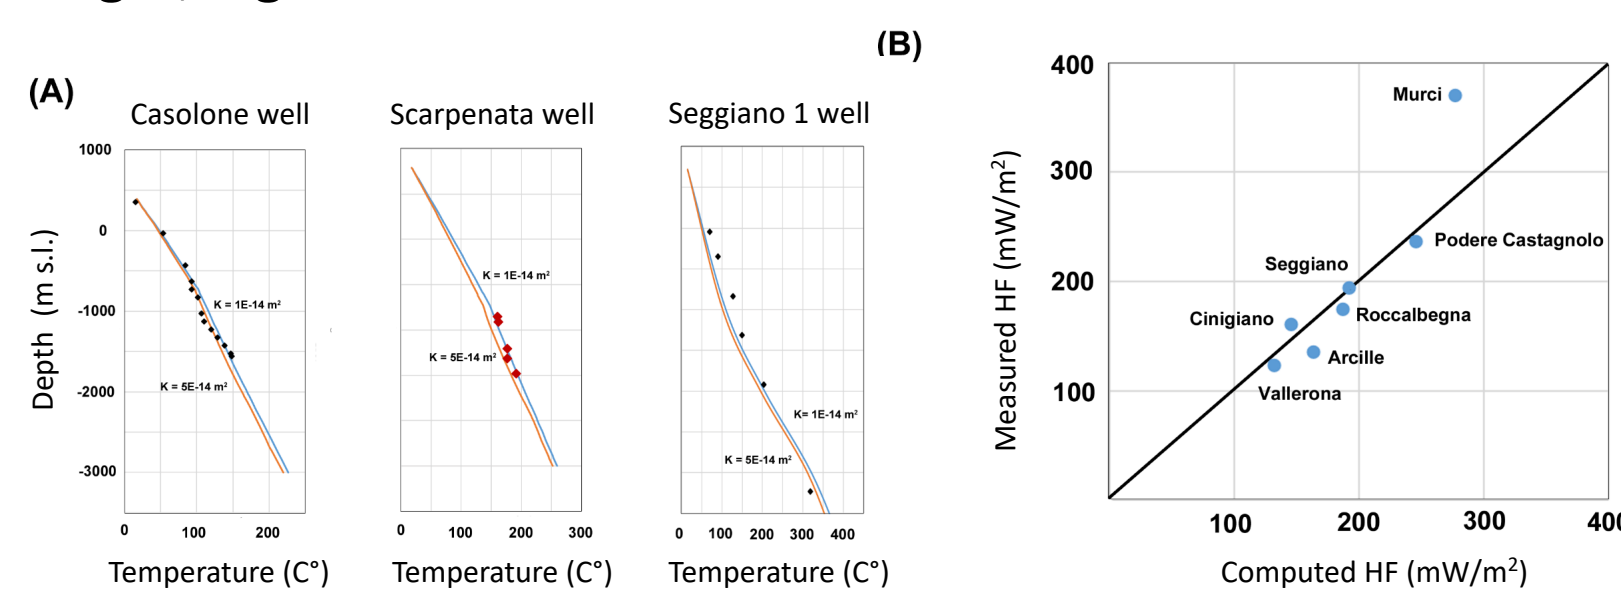 (B)
(A)
Casolone well
Scarpenata well
Seggiano 1 well
1000
0
-1000
-2000
-3000
Depth (m s.l.)
K = 1E-14 m²
K = 5E-14 m²
0 100 200
Temperature (C°)
K = 1E-14 m²
K = 5E-14 m²
0 100 200 300
Temperature (C°)
K= 1E-14 m²
K = 5E-14 m²
0 100 200 300 400
Temperature (C°)
400
300
200
100
Measured HF (mW/m²)
Murci
Podere Castagnolo
Seggiano
Roccalbegna
Cinigiano
Arcille
Vallerona
100 200 300 400
Computed HF (mW/m²)